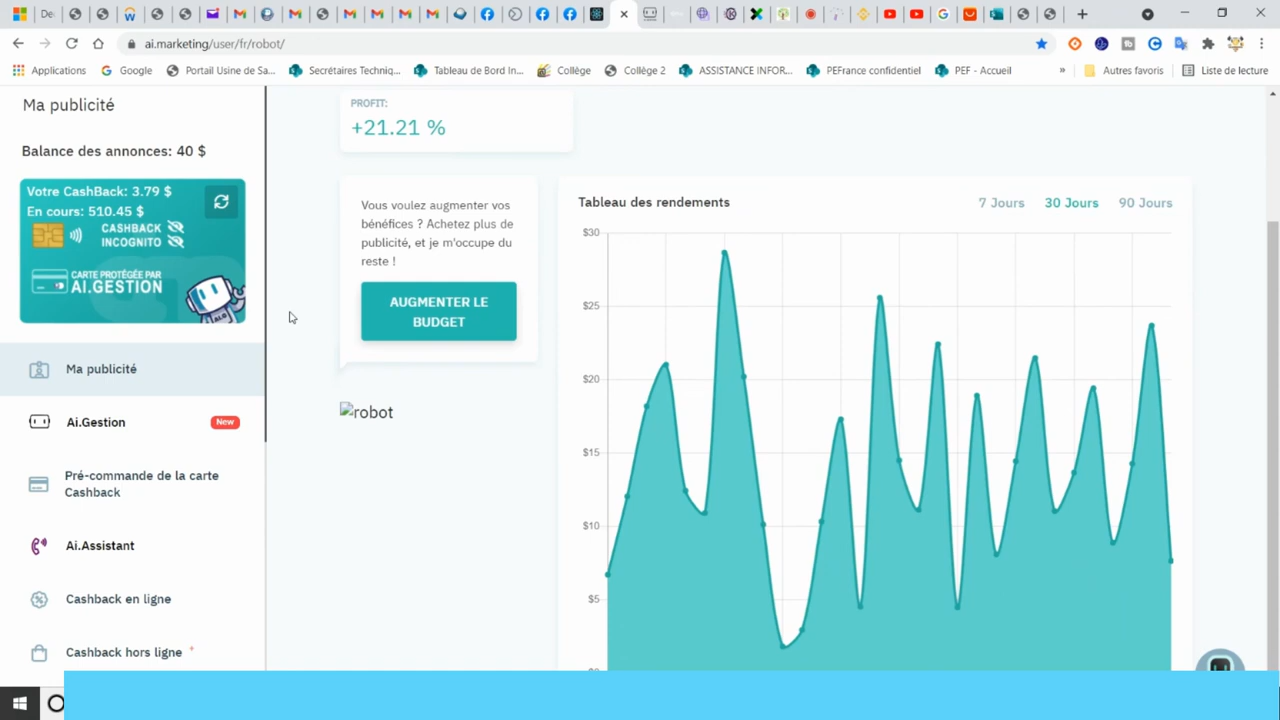 De
ai.marketing/user/fr/robot/
Applications
Google
Portail Usine de Sa...
Secrétaires Techniq...
Tableau de Bord In...
Collège
Collège 2
ASSISTANCE INFOR...
PEFrance confidentiel
PEF - Accueil
»
Autres favoris
Liste de lecture
Ma publicité
Balance des annonces: 40 $
Votre CashBack: 3.79 $
En cours: 510.45 $
CASHBACK
INCOGNITO
CARTE PROTÉGÉE PAR
AI.GESTION
ALG
Ma publicité
Ai.Gestion
New
Pré-commande de la carte
Cashback
Ai.Assistant
Cashback en ligne
Cashback hors ligne *
PROFIT:
+21.21 %
Vous voulez augmenter vos
bénéfices ? Achetez plus de
publicité, et je m'occupe du
reste !
AUGMENTER LE
BUDGET
robot
Tableau des rendements
7 Jours
30 Jours
90 Jours
$30
$25
$20
$15
$10
$5